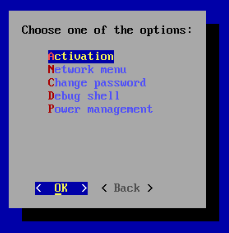 Choose one of the options:
Activation
Network menu
Change password
Debug shell
Power management
< OK > < Back >